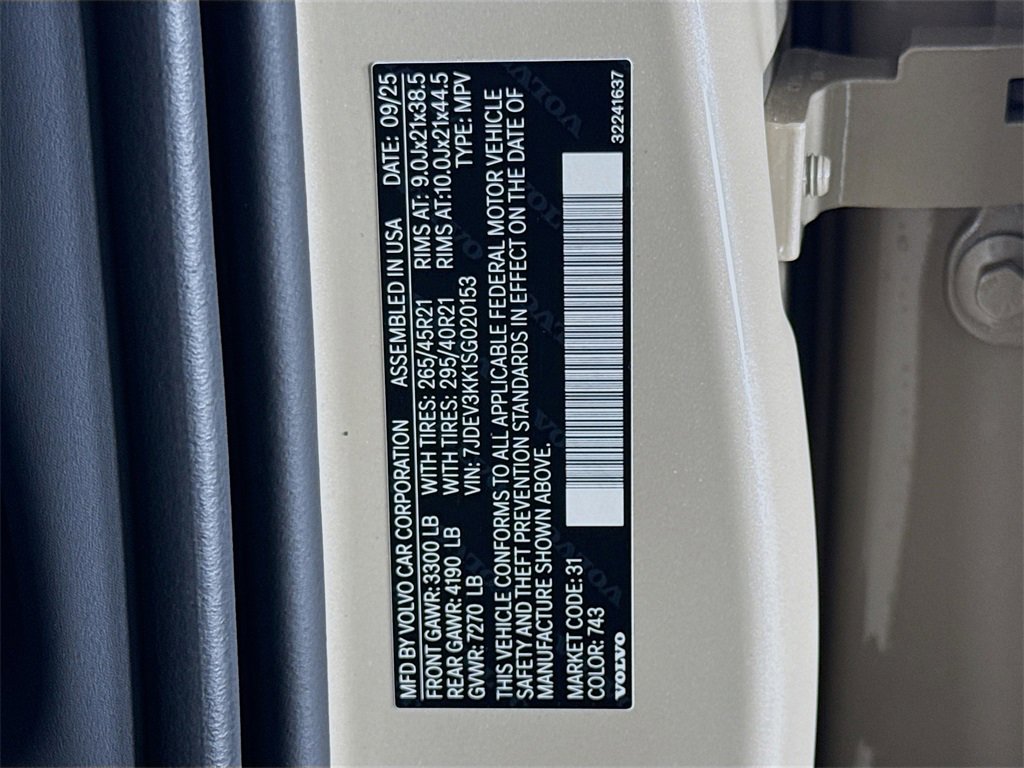 MFD BY VOLVO CAR CORPORATION ASSEMBLED IN USA DATE: 09/25
FRONT GAWR: 3300 LB WITH TIRES: 265/45R21 RIMS AT: 9.0Jx21x38.5
REAR GAWR: 4190 LB WITH TIRES: 295/40R21 RIMS AT:10.0Jx21x44.5
GVWR: 7270 LB VIN: 7JDEV3KK1SG020153 TYPE: MPV
THIS VEHICLE CONFORMS TO ALL APPLICABLE FEDERAL MOTOR VEHICLE
SAFETY AND THEFT PREVENTION STANDARDS IN EFFECT ON THE DATE OF
MANUFACTURE SHOWN ABOVE.
MARKET CODE: 31
COLOR: 743
VOLVO 32241637